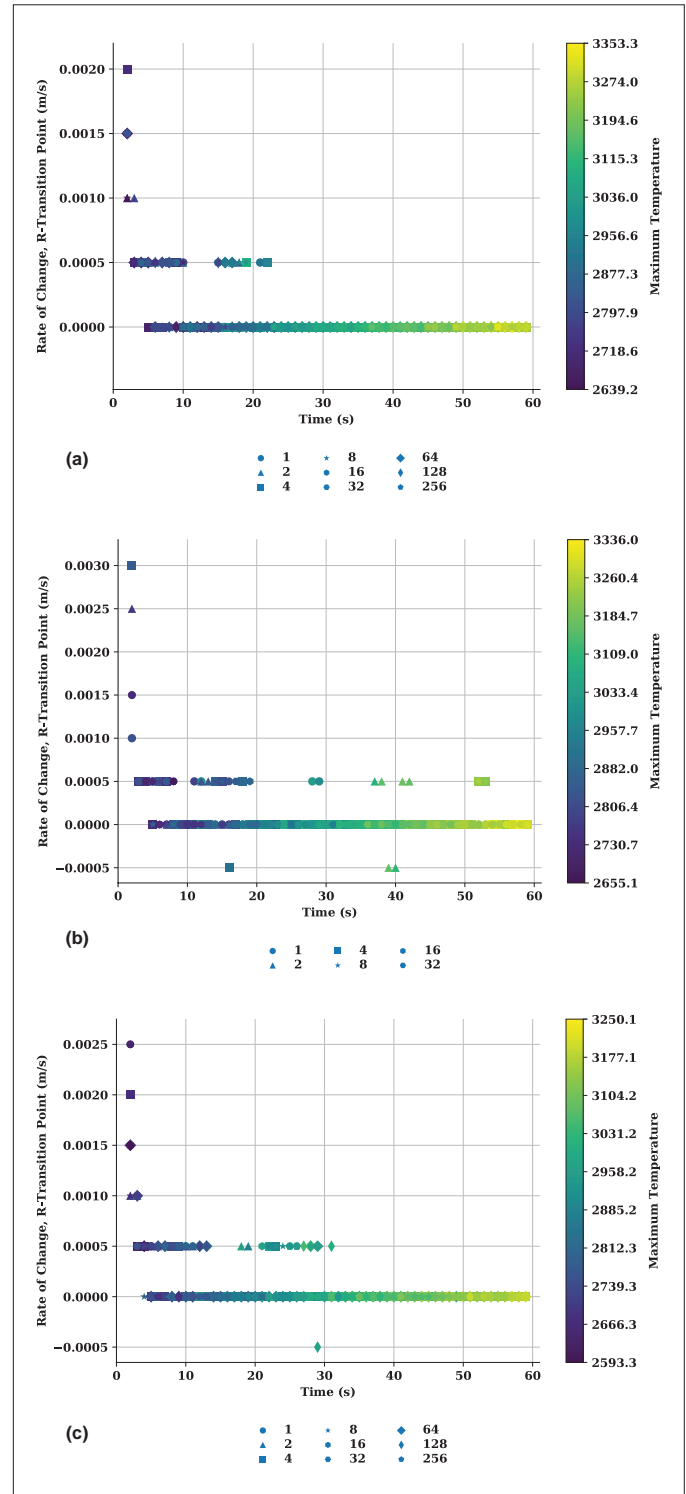 0.0020
0.0015
0.0010
0.0005
0.0000
Rate of Change, R-Transition Point (m/s)
0 10 20 30 40 50 60
Time (s)
3353.3
3274.0
3194.6
3115.3
3036.0
2956.6
2877.3
2797.9
2718.6
2639.2
Maximum Temperature
(a)
1 8 64
2 16 128
4 32 256
0.0030
0.0025
0.0020
0.0015
0.0010
0.0005
0.0000
−0.0005
Rate of Change, R-Transition Point (m/s)
0 10 20 30 40 50 60
Time (s)
3336.0
3260.4
3184.7
3109.0
3033.4
2957.7
2882.0
2806.4
2730.7
2655.1
Maximum Temperature
(b)
1 4 16
2 8 32
0.0025
0.0020
0.0015
0.0010
0.0005
0.0000
−0.0005
Rate of Change, R-Transition Point (m/s)
0 10 20 30 40 50 60
Time (s)
3250.1
3177.1
3104.2
3031.2
2958.2
2885.2
2812.3
2739.3
2666.3
2593.3
Maximum Temperature
(c)
1 8 64
2 16 128
4 32 256